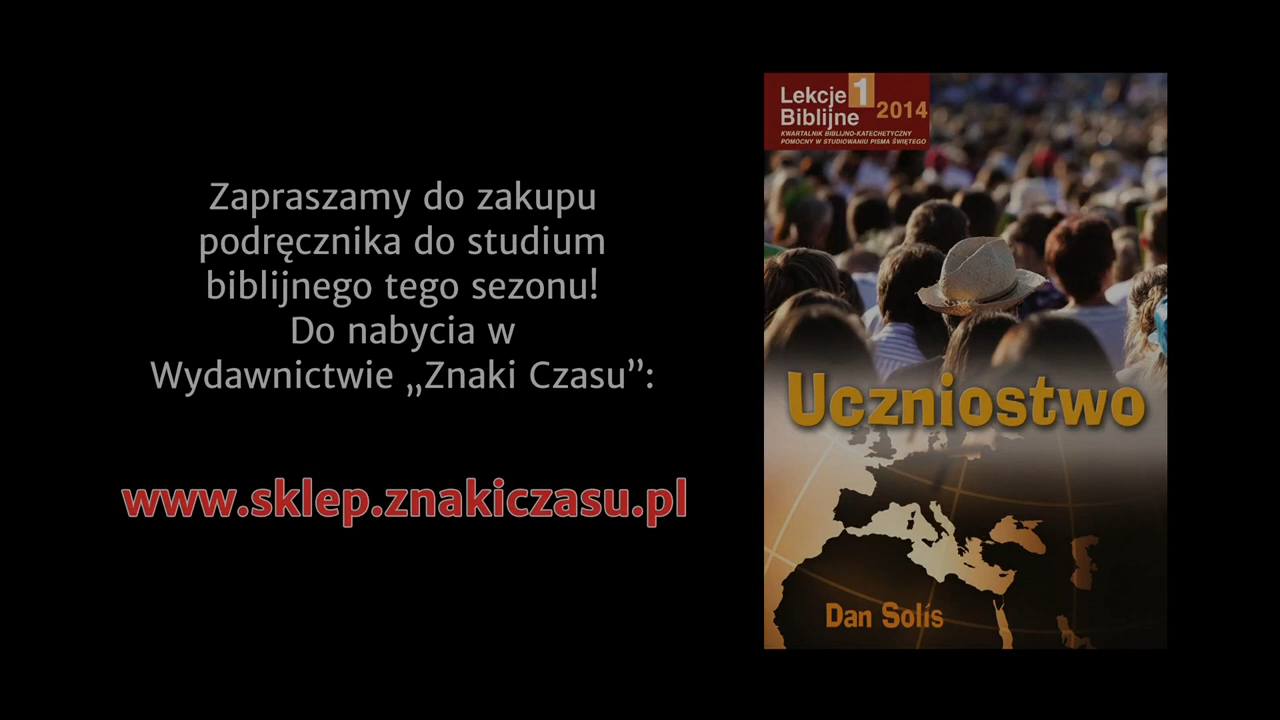 Zapraszamy do zakupu
podręcznika do studium
biblijnego tego sezonu!
Do nabycia w
Wydawnictwie „Znaki Czasu”:
www.sklep.znakiczasu.pl
Lekcje 1 2014
Biblijne
KWARTALNIK BIBLIJNO-KATECHETYCZNY
POMOCNY W STUDIOWANIU PISMA ŚWIĘTEGO
Uczniostwo
Dan Solís